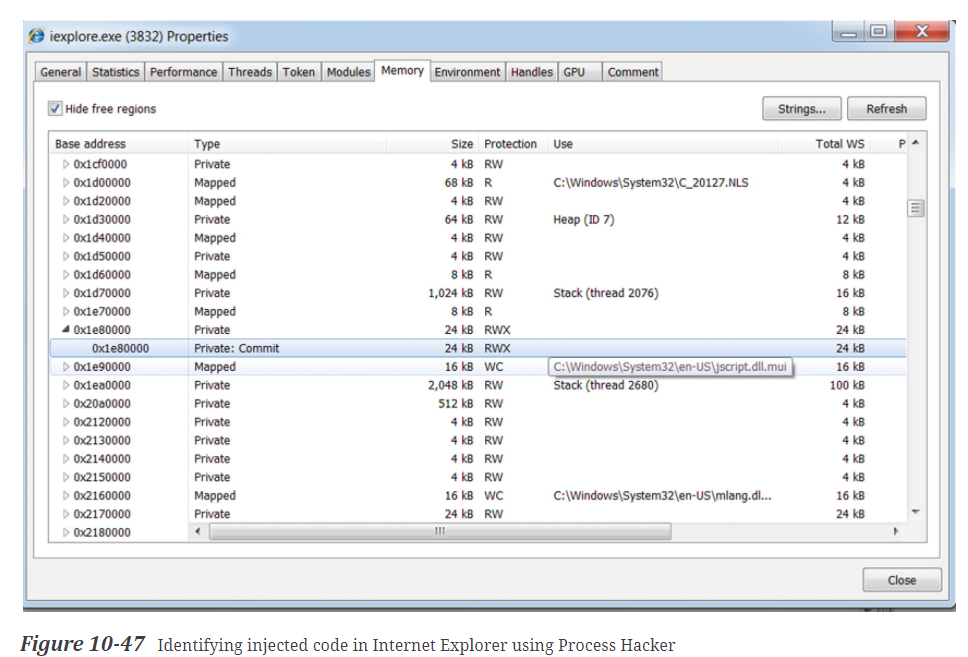 iexplore.exe (3832) Properties
General Statistics Performance Threads Token Modules Memory Environment Handles GPU Comment
Hide free regions Strings... Refresh
Base address Type Size Protection Use Total WS P
0x1cf0000 Private 4 kB RW 4 kB
0x1d00000 Mapped 68 kB R C:\Windows\System32\C_20127.NLS 4 kB
0x1d20000 Mapped 4 kB RW 4 kB
0x1d30000 Private 64 kB RW Heap (ID 7) 12 kB
0x1d40000 Mapped 4 kB RW 4 kB
0x1d50000 Private 4 kB RW 4 kB
0x1d60000 Mapped 8 kB R 8 kB
0x1d70000 Private 1,024 kB RW Stack (thread 2076) 16 kB
0x1e70000 Mapped 8 kB R 8 kB
0x1e80000 Private 24 kB RWX 24 kB
0x1e80000 Private: Commit 24 kB RWX 24 kB
0x1e90000 Mapped 16 kB WC C:\Windows\System32\en-US\jscript.dll.mui 16 kB
0x1ea0000 Private 2,048 kB RW Stack (thread 2680) 100 kB
0x20a0000 Private 512 kB RW 4 kB
0x2120000 Private 4 kB RW 4 kB
0x2130000 Private 4 kB RW 4 kB
0x2140000 Private 4 kB RW 4 kB
0x2150000 Private 4 kB RW 4 kB
0x2160000 Mapped 16 kB WC C:\Windows\System32\en-US\mlang.dl... 16 kB
0x2170000 Private 24 kB RW 24 kB
0x2180000
Close
Figure 10-47 Identifying injected code in Internet Explorer using Process Hacker